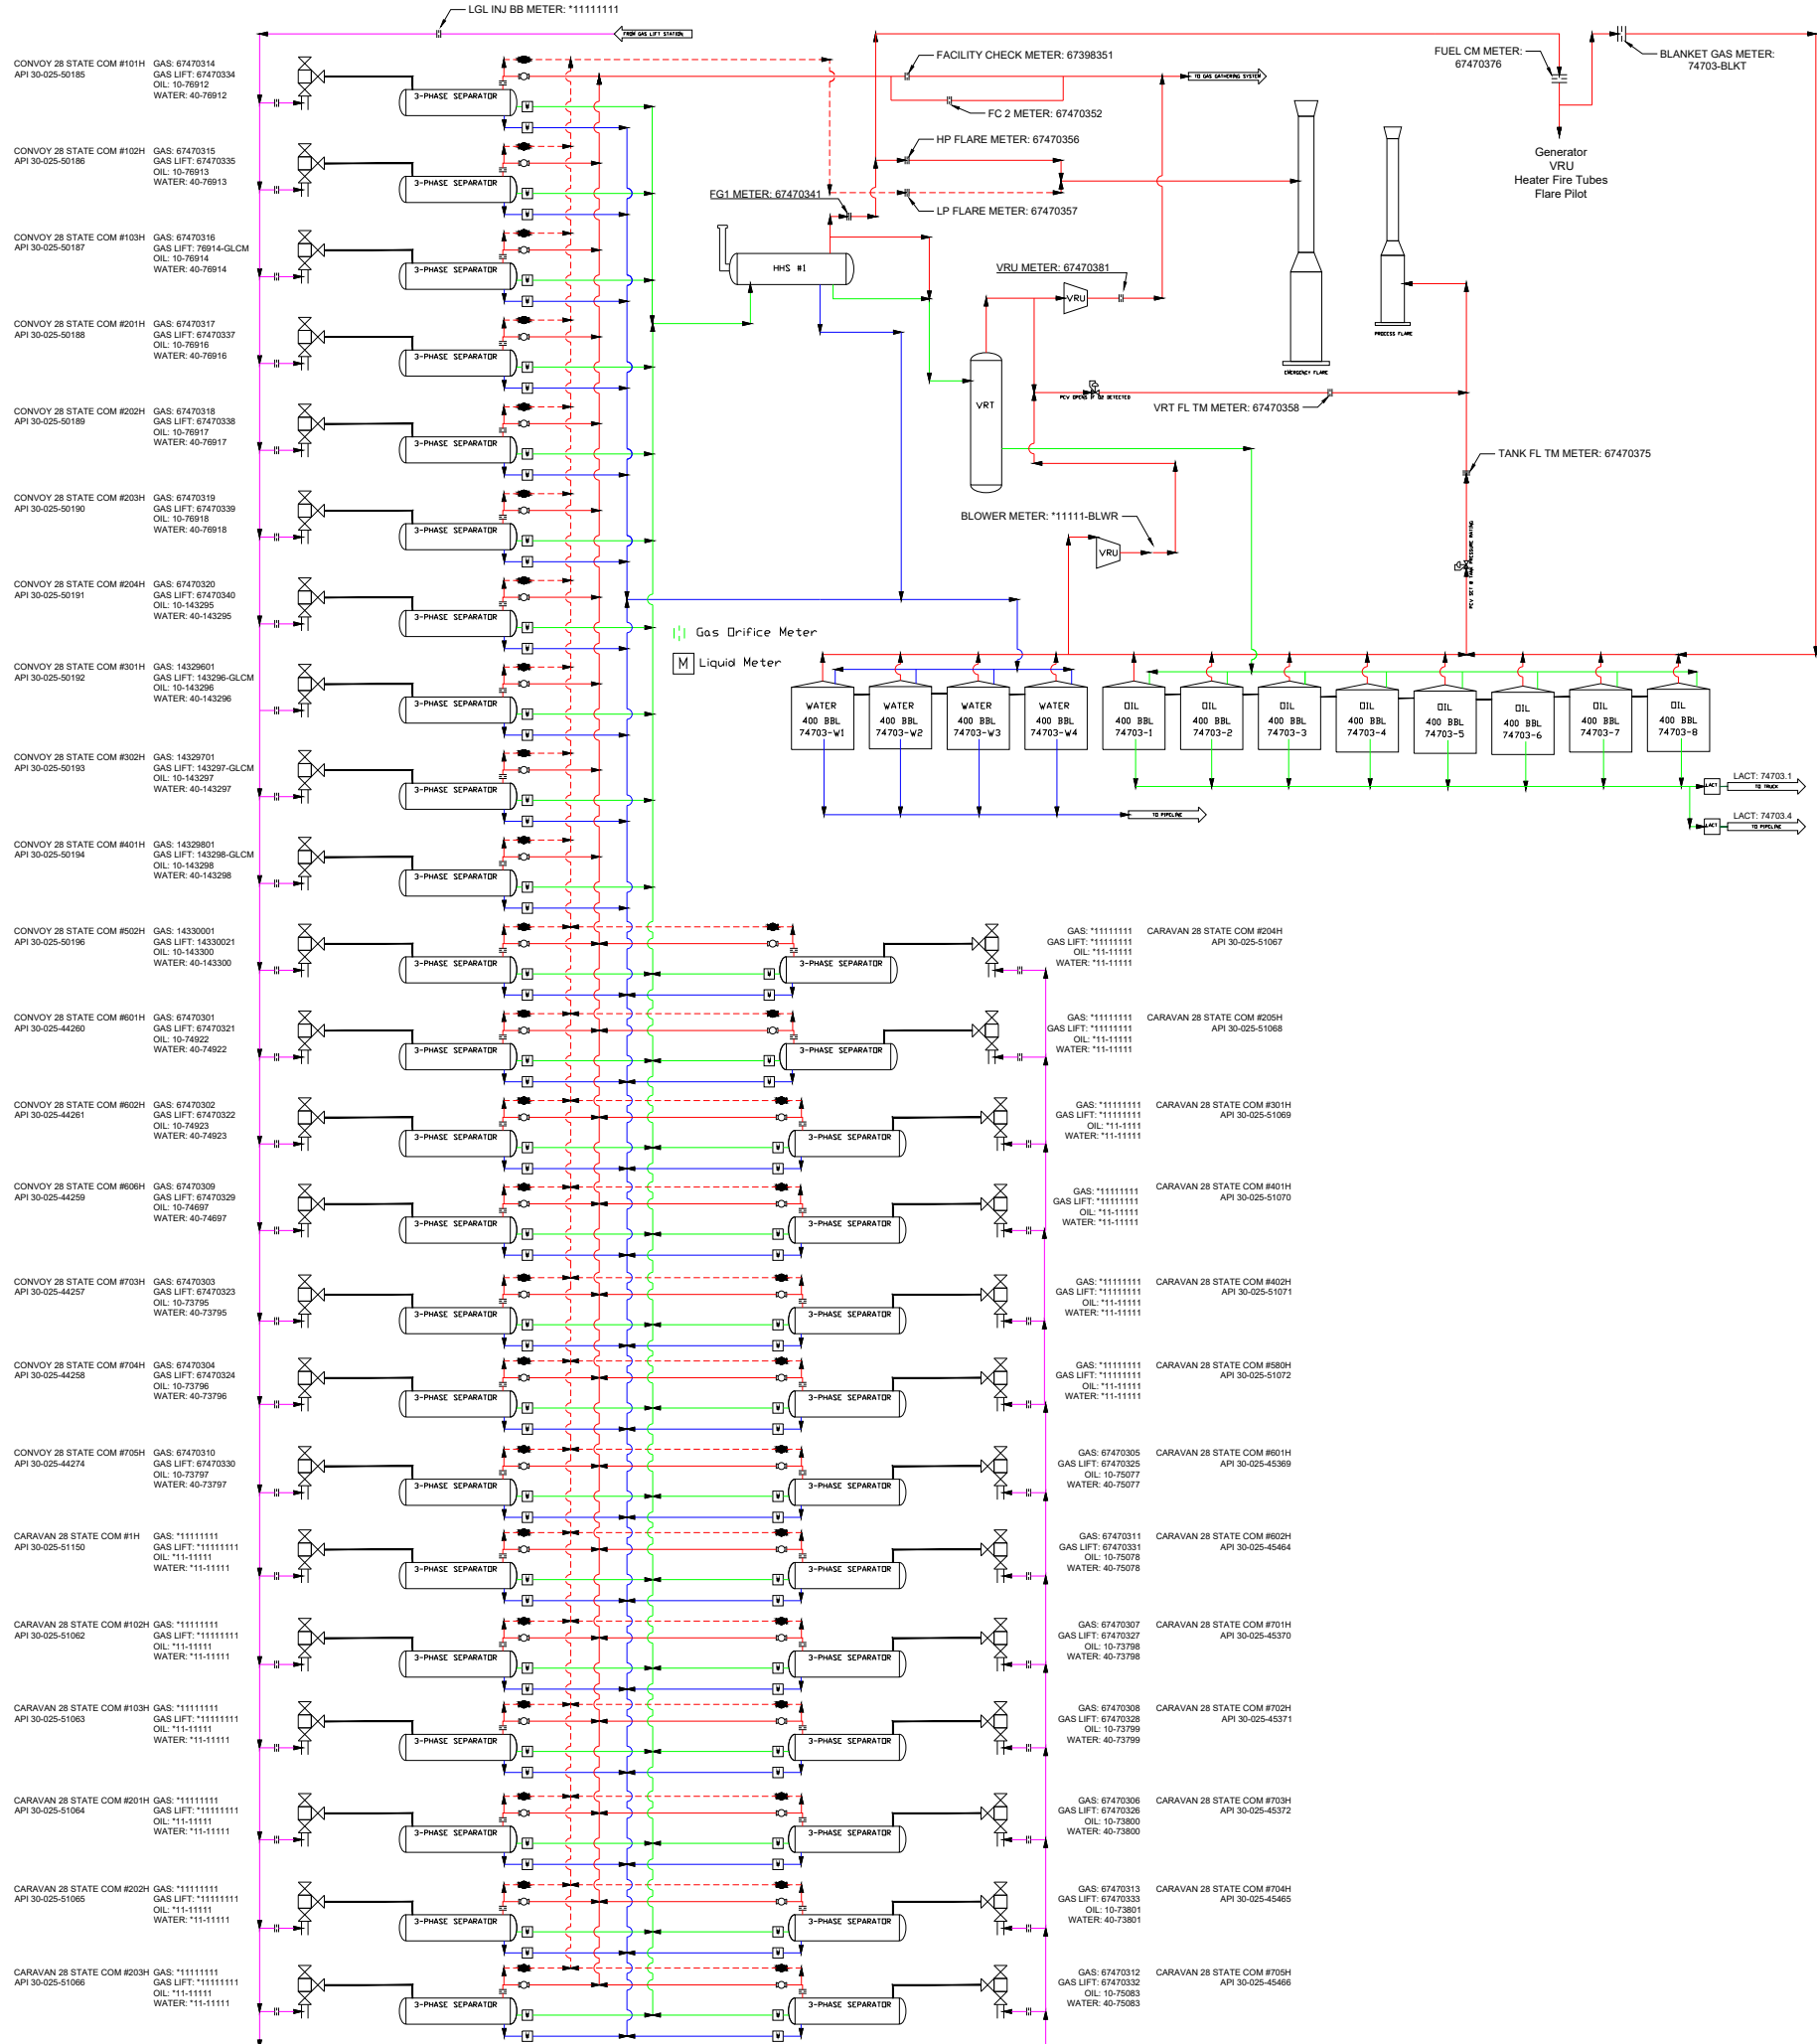 LGL INJ BB METER: *11111111
FROM GAS LIFT STATION
CONVOY 28 STATE COM #101H GAS: 67470314
API 30-025-50185 GAS LIFT: 67470334
OIL: 10-76912
WATER: 40-76912
3-PHASE SEPARATOR
CONVOY 28 STATE COM #102H GAS: 67470315
API 30-025-50186 GAS LIFT: 67470335
OIL: 10-76913
WATER: 40-76913
3-PHASE SEPARATOR
CONVOY 28 STATE COM #103H GAS: 67470316
API 30-025-50187 GAS LIFT: 76914-GLCM
OIL: 10-76914
WATER: 40-76914
3-PHASE SEPARATOR
CONVOY 28 STATE COM #201H GAS: 67470317
API 30-025-50188 GAS LIFT: 67470337
OIL: 10-76916
WATER: 40-76916
3-PHASE SEPARATOR
CONVOY 28 STATE COM #202H GAS: 67470318
API 30-025-50189 GAS LIFT: 67470338
OIL: 10-76917
WATER: 40-76917
3-PHASE SEPARATOR
CONVOY 28 STATE COM #203H GAS: 67470319
API 30-025-50190 GAS LIFT: 67470339
OIL: 10-76918
WATER: 40-76918
3-PHASE SEPARATOR
CONVOY 28 STATE COM #204H GAS: 67470320
API 30-025-50191 GAS LIFT: 67470340
OIL: 10-143295
WATER: 40-143295
3-PHASE SEPARATOR
CONVOY 28 STATE COM #301H GAS: 14329601
API 30-025-50192 GAS LIFT: 143296-GLCM
OIL: 10-143296
WATER: 40-143296
3-PHASE SEPARATOR
CONVOY 28 STATE COM #302H GAS: 14329701
API 30-025-50193 GAS LIFT: 143297-GLCM
OIL: 10-143297
WATER: 40-143297
3-PHASE SEPARATOR
CONVOY 28 STATE COM #401H GAS: 14329801
API 30-025-50194 GAS LIFT: 143298-GLCM
OIL: 10-143298
WATER: 40-143298
3-PHASE SEPARATOR
FACILITY CHECK METER: 67398351
TO GAS GATHERING SYSTEM
FC 2 METER: 67470352
HP FLARE METER: 67470356
FG1 METER: 67470341
LP FLARE METER: 67470357
FUEL CM METER:
67470376
BLANKET GAS METER:
74703-BLKT
Generator
VRU
Heater Fire Tubes
Flare Pilot
HHS #1
VRU METER: 67470381
VRU
PROCESS FLARE
EMERGENCY FLARE
VRT
PCV OPENS IF O2 DETECTED
VRT FL TM METER: 67470358
TANK FL TM METER: 67470375
BLOWER METER: *11111-BLWR
VRU
PCV SET @ TANK PRESSURE RATING
Gas Orifice Meter
M Liquid Meter
WATER
400 BBL
74703-W1
WATER
400 BBL
74703-W2
WATER
400 BBL
74703-W3
WATER
400 BBL
74703-W4
OIL
400 BBL
74703-1
OIL
400 BBL
74703-2
OIL
400 BBL
74703-3
OIL
400 BBL
74703-4
OIL
400 BBL
74703-5
OIL
400 BBL
74703-6
OIL
400 BBL
74703-7
OIL
400 BBL
74703-8
LACT: 74703.1
LACT TO TRUCK
TO PIPELINE
LACT: 74703.4
LACT TO PIPELINE
CONVOY 28 STATE COM #502H GAS: 14330001
API 30-025-50196 GAS LIFT: 14330021
OIL: 10-143300
WATER: 40-143300
3-PHASE SEPARATOR
3-PHASE SEPARATOR
GAS: *11111111 CARAVAN 28 STATE COM #204H
GAS LIFT: *11111111 API 30-025-51067
OIL: *11-11111
WATER: *11-11111
CONVOY 28 STATE COM #601H GAS: 67470301
API 30-025-44260 GAS LIFT: 67470321
OIL: 10-74922
WATER: 40-74922
3-PHASE SEPARATOR
3-PHASE SEPARATOR
GAS: *11111111 CARAVAN 28 STATE COM #205H
GAS LIFT: *11111111 API 30-025-51068
OIL: *11-11111
WATER: *11-11111
CONVOY 28 STATE COM #602H GAS: 67470302
API 30-025-44261 GAS LIFT: 67470322
OIL: 10-74923
WATER: 40-74923
3-PHASE SEPARATOR
3-PHASE SEPARATOR
GAS: *11111111 CARAVAN 28 STATE COM #301H
GAS LIFT: *11111111 API 30-025-51069
OIL: *11-1111
WATER: *11-11111
CONVOY 28 STATE COM #606H GAS: 67470309
API 30-025-44259 GAS LIFT: 67470329
OIL: 10-74697
WATER: 40-74697
3-PHASE SEPARATOR
3-PHASE SEPARATOR
GAS: *11111111 CARAVAN 28 STATE COM #401H
GAS LIFT: *11111111 API 30-025-51070
OIL: *11-11111
WATER: *11-11111
CONVOY 28 STATE COM #703H GAS: 67470303
API 30-025-44257 GAS LIFT: 67470323
OIL: 10-73795
WATER: 40-73795
3-PHASE SEPARATOR
3-PHASE SEPARATOR
GAS: *11111111 CARAVAN 28 STATE COM #402H
GAS LIFT: *11111111 API 30-025-51071
OIL: *11-11111
WATER: *11-11111
CONVOY 28 STATE COM #704H GAS: 67470304
API 30-025-44258 GAS LIFT: 67470324
OIL: 10-73796
WATER: 40-73796
3-PHASE SEPARATOR
3-PHASE SEPARATOR
GAS: *11111111 CARAVAN 28 STATE COM #580H
GAS LIFT: *11111111 API 30-025-51072
OIL: *11-11111
WATER: *11-11111
CONVOY 28 STATE COM #705H GAS: 67470310
API 30-025-44274 GAS LIFT: 67470330
OIL: 10-73797
WATER: 40-73797
3-PHASE SEPARATOR
3-PHASE SEPARATOR
GAS: 67470305 CARAVAN 28 STATE COM #601H
GAS LIFT: 67470325 API 30-025-45369
OIL: 10-75077
WATER: 40-75077
CARAVAN 28 STATE COM #1H GAS: *11111111
API 30-025-51150 GAS LIFT: *11111111
OIL: *11-11111
WATER: *11-11111
3-PHASE SEPARATOR
3-PHASE SEPARATOR
GAS: 67470311 CARAVAN 28 STATE COM #602H
GAS LIFT: 67470331 API 30-025-45464
OIL: 10-75078
WATER: 40-75078
CARAVAN 28 STATE COM #102H GAS: *11111111
API 30-025-51062 GAS LIFT: *11111111
OIL: *11-11111
WATER: *11-11111
3-PHASE SEPARATOR
3-PHASE SEPARATOR
GAS: 67470307 CARAVAN 28 STATE COM #701H
GAS LIFT: 67470327 API 30-025-45370
OIL: 10-73798
WATER: 40-73798
CARAVAN 28 STATE COM #103H GAS: *11111111
API 30-025-51063 GAS LIFT: *11111111
OIL: *11-11111
WATER: *11-11111
3-PHASE SEPARATOR
3-PHASE SEPARATOR
GAS: 67470308 CARAVAN 28 STATE COM #702H
GAS LIFT: 67470328 API 30-025-45371
OIL: 10-73799
WATER: 40-73799
CARAVAN 28 STATE COM #201H GAS: *11111111
API 30-025-51064 GAS LIFT: *11111111
OIL: *11-11111
WATER: *11-11111
3-PHASE SEPARATOR
3-PHASE SEPARATOR
GAS: 67470306 CARAVAN 28 STATE COM #703H
GAS LIFT: 67470326 API 30-025-45372
OIL: 10-73800
WATER: 40-73800
CARAVAN 28 STATE COM #202H GAS: *11111111
API 30-025-51065 GAS LIFT: *11111111
OIL: *11-11111
WATER: *11-11111
3-PHASE SEPARATOR
3-PHASE SEPARATOR
GAS: 67470313 CARAVAN 28 STATE COM #704H
GAS LIFT: 67470333 API 30-025-45465
OIL: 10-73801
WATER: 40-73801
CARAVAN 28 STATE COM #203H GAS: *11111111
API 30-025-51066 GAS LIFT: *11111111
OIL: *11-11111
WATER: *11-11111
3-PHASE SEPARATOR
3-PHASE SEPARATOR
GAS: 67470312 CARAVAN 28 STATE COM #705H
GAS LIFT: 67470332 API 30-025-45466
OIL: 10-75083
WATER: 40-75083